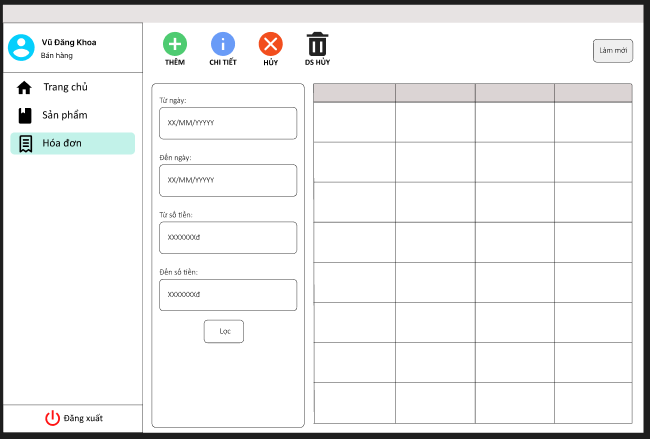 Vũ Đăng Khoa
Bán hàng
Trang chủ
Sản phẩm
Hóa đơn
Đăng xuất
THÊM
CHI TIẾT
HỦY
DS HỦY
Làm mới
Từ ngày:
XX/MM/YYYYY
Đến ngày:
XX/MM/YYYYY
Từ số tiền:
XXXXXXXđ
Đến số tiền:
XXXXXXXđ
Lọc